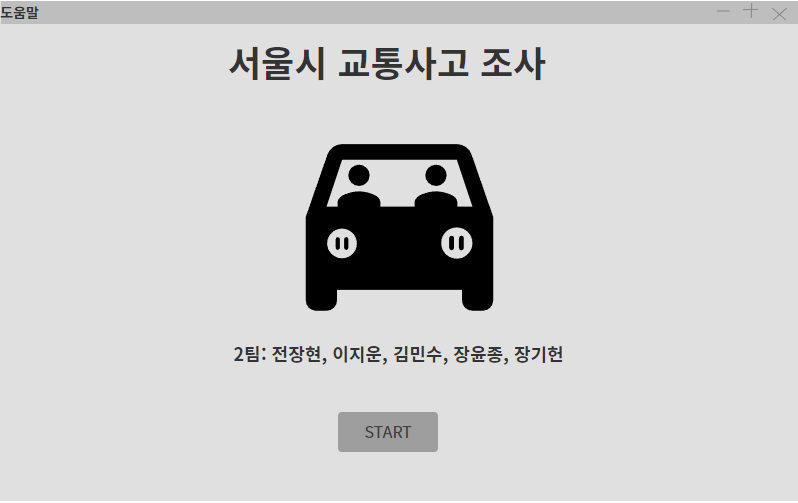 도움말
서울시 교통사고 조사
2팀: 전장현, 이지운, 김민수, 장윤종, 장기헌
START